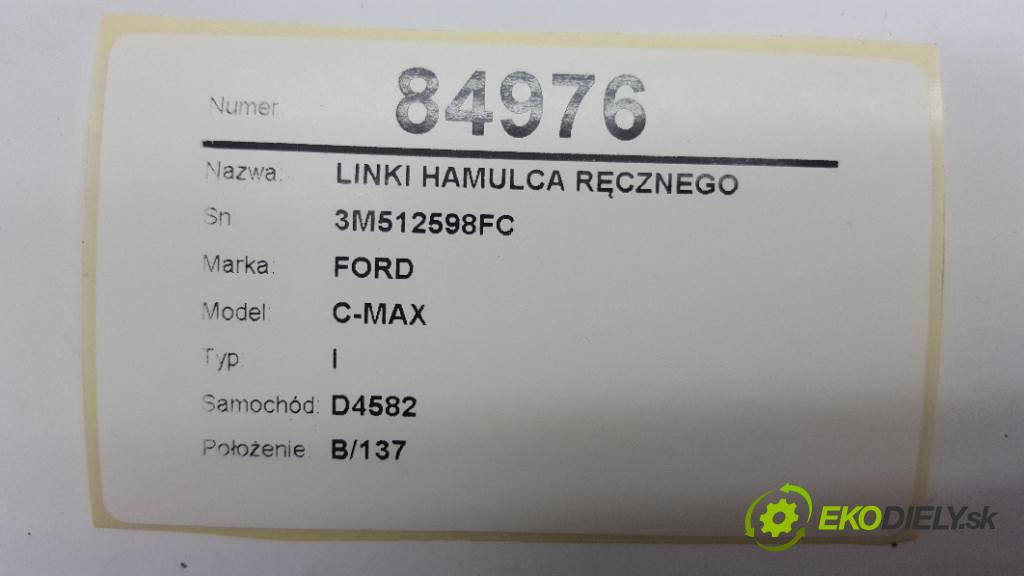 Numer: 84976
Nazwa: LINKI HAMULCA RĘCZNEGO
Sn 3M512598FC
Marka: FORD
Model: C-MAX
Typ I
Samochód: D4582
Położenie: B/137
EKODIELY.sk